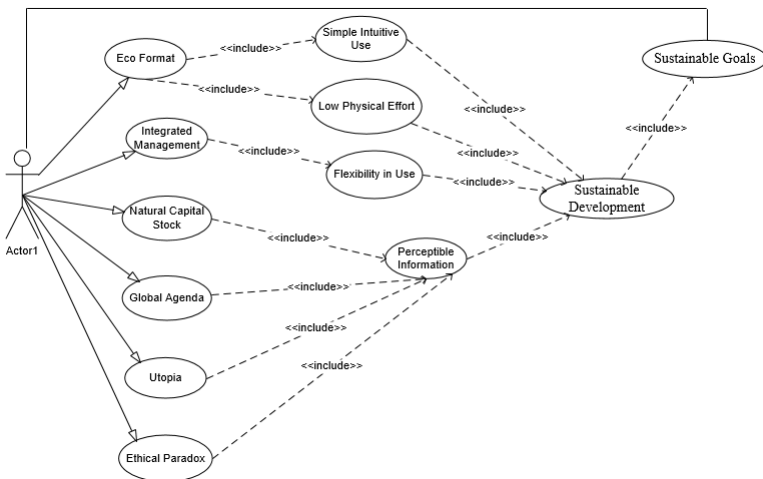 Simple Intuitive
Use
<<include>>
Eco Format
Sustainable Goals
<<include>>
Low Physical Effort
<<include>>
<<include>>
Integrated
Management
<<include>>
<<include>>
Flexibility in Use
<<include>>
Sustainable
Development
Natural Capital
Stock
<<include>>
<<include>>
Actor1
Perceptible
Information
Global Agenda
<<include>>
<<include>>
Utopia
<<include>>
Ethical Paradox